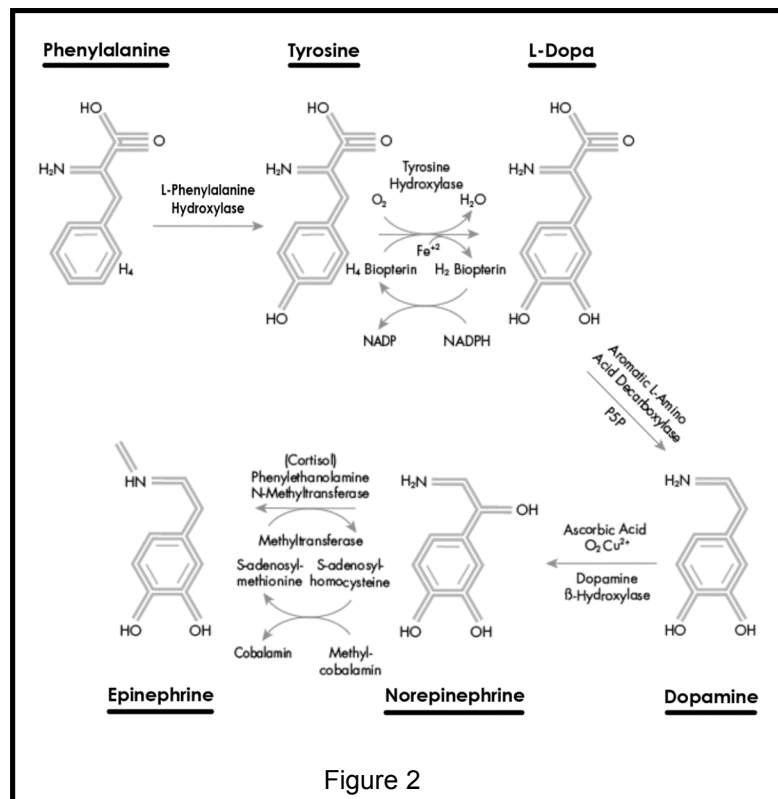 Phenylalanine
Tyrosine
L-Dopa
HO
O
H₂N
H₄
L-Phenylalanine
Hydroxylase
HO
O
H₂N
HO
Tyrosine
Hydroxylase
O₂
H₂O
Fe⁺²
H₄ Biopterin
H₂ Biopterin
NADP
NADPH
HO
O
H₂N
HO
OH
Aromatic L-Amino
Acid Decarboxylase
P5P
H₂N
HO
OH
Dopamine
Ascorbic Acid
O₂ Cu²⁺
Dopamine
ß-Hydroxylase
H₂N
OH
HO
OH
Norepinephrine
(Cortisol)
Phenylethanolamine
N-Methyltransferase
Methyltransferase
S-adenosyl-
methionine
S-adenosyl-
homocysteine
Cobalamin
Methyl-
cobalamin
HN
HO
OH
Epinephrine
Figure 2